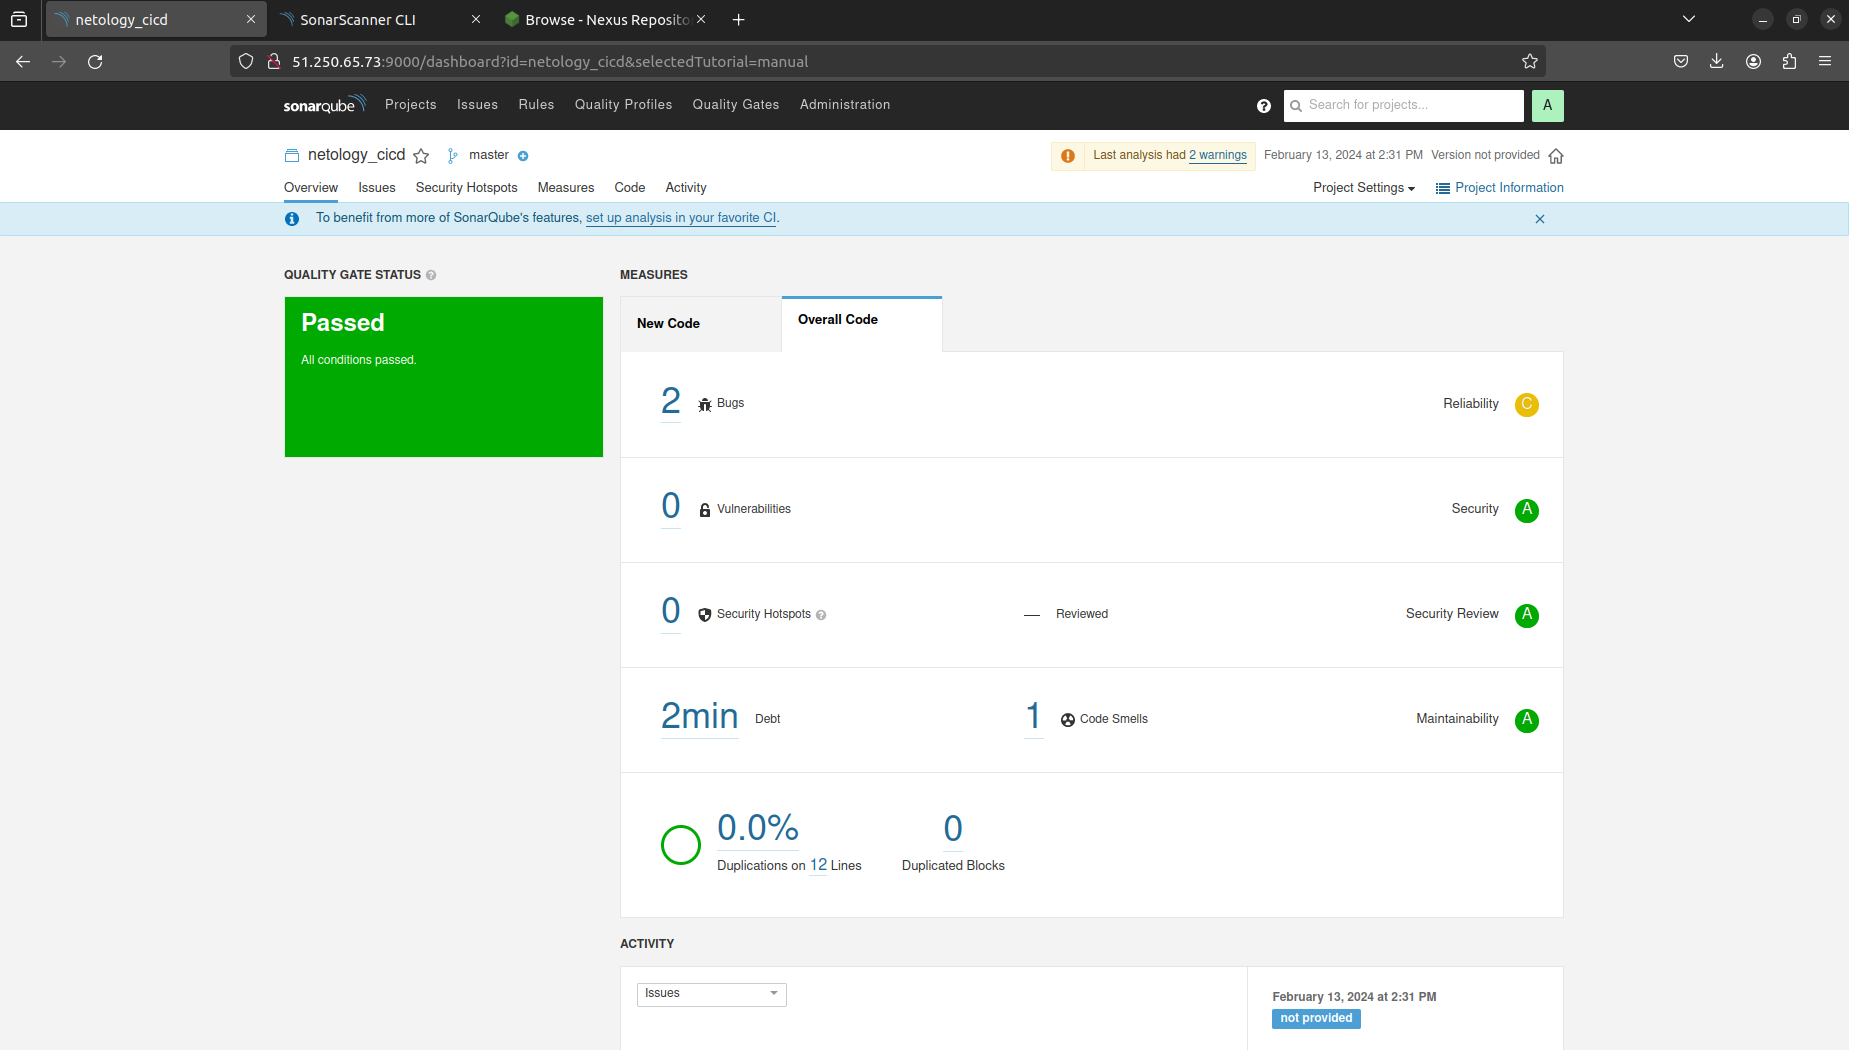 netology_cicd
SonarScanner CLI
Browse - Nexus Reposito
51.250.65.73:9000/dashboard?id=netology_cicd&selectedTutorial=manual
sonarqube Projects Issues Rules Quality Profiles Quality Gates Administration
? Search for projects... A
netology_cicd master
Last analysis had 2 warnings February 13, 2024 at 2:31 PM Version not provided
Overview Issues Security Hotspots Measures Code Activity
Project Settings Project Information
To benefit from more of SonarQube's features, set up analysis in your favorite CI.
QUALITY GATE STATUS ?
Passed
All conditions passed.
MEASURES
New Code Overall Code
2 Bugs Reliability C
0 Vulnerabilities Security A
0 Security Hotspots ? — Reviewed Security Review A
2min Debt 1 Code Smells Maintainability A
0.0% 0
Duplications on 12 Lines Duplicated Blocks
ACTIVITY
Issues
February 13, 2024 at 2:31 PM
not provided